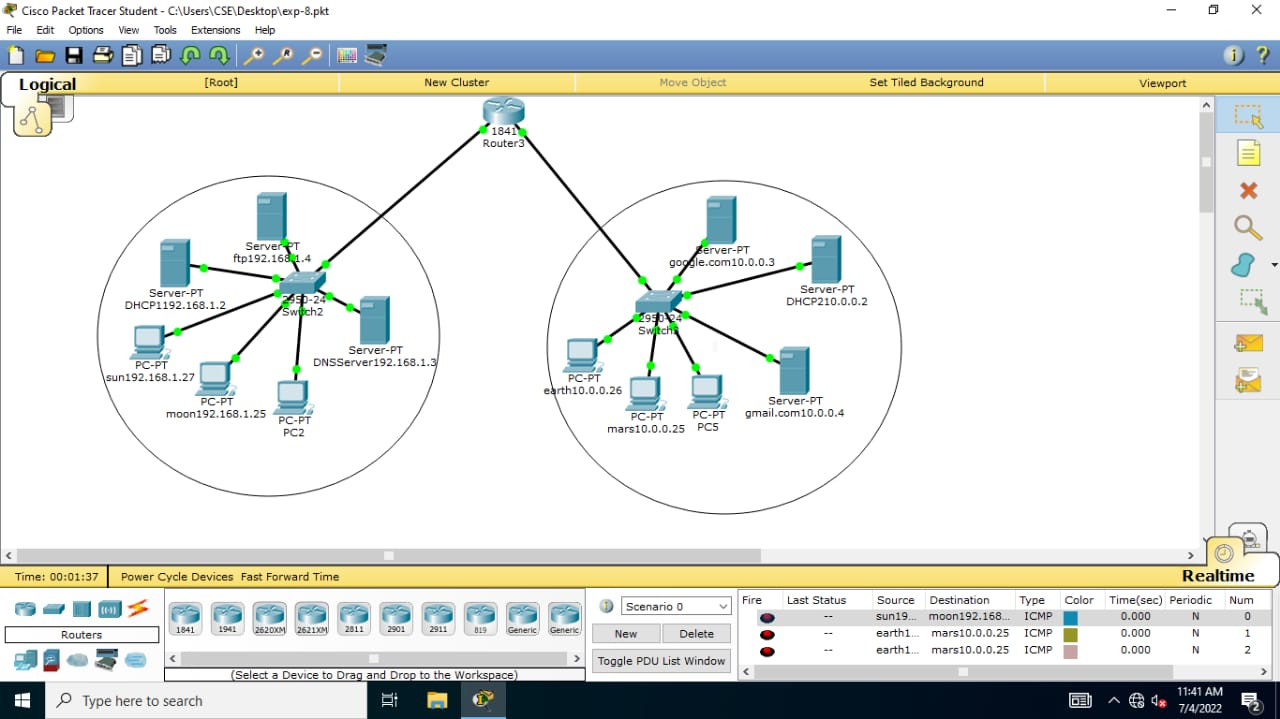 Cisco Packet Tracer Student - C:\Users\CSE\Desktop\exp-8.pkt
File Edit Options View Tools Extensions Help
Logical [Root] New Cluster Move Object Set Tiled Background Viewport
1841
Router3
Server-PT
ftp192.168.1.4
Server-PT
DHCP1192.168.1.2
2950-24
Switch2
Server-PT
DNSServer192.168.1.3
PC-PT
sun192.168.1.27
PC-PT
moon192.168.1.25
PC-PT
PC2
Server-PT
google.com10.0.0.3
Server-PT
DHCP210.0.0.2
2950-24
Switch
PC-PT
earth10.0.0.26
PC-PT
mars10.0.0.25
PC-PT
PC5
Server-PT
gmail.com10.0.0.4
Time: 00:01:37 Power Cycle Devices Fast Forward Time
Realtime
Routers
1841 1941 2620XM 2621XM 2811 2901 2911 819 Generic Generic
(Select a Device to Drag and Drop to the Workspace)
Scenario 0
New Delete
Toggle PDU List Window
Fire Last Status Source Destination Type Color Time(sec) Periodic Num
-- sun19... moon192.168... ICMP 0.000 N 0
-- earth1... mars10.0.0.25 ICMP 0.000 N 1
-- earth1... mars10.0.0.25 ICMP 0.000 N 2
Type here to search
11:41 AM
7/4/2022
2